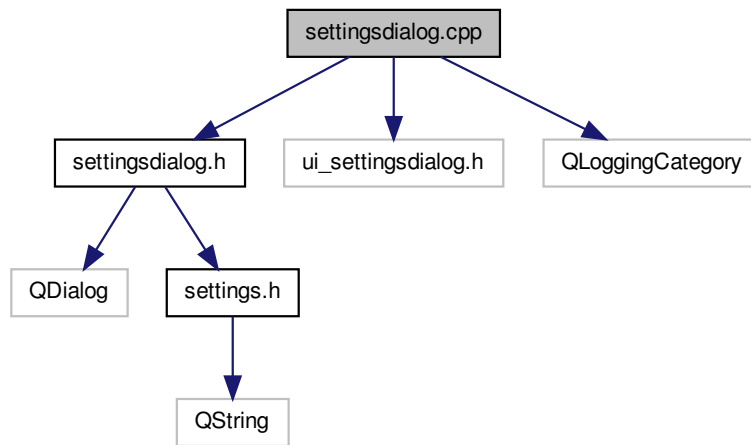 settingsdialog.cpp
settingsdialog.h
ui_settingsdialog.h
QLoggingCategory
QDialog
settings.h
QString